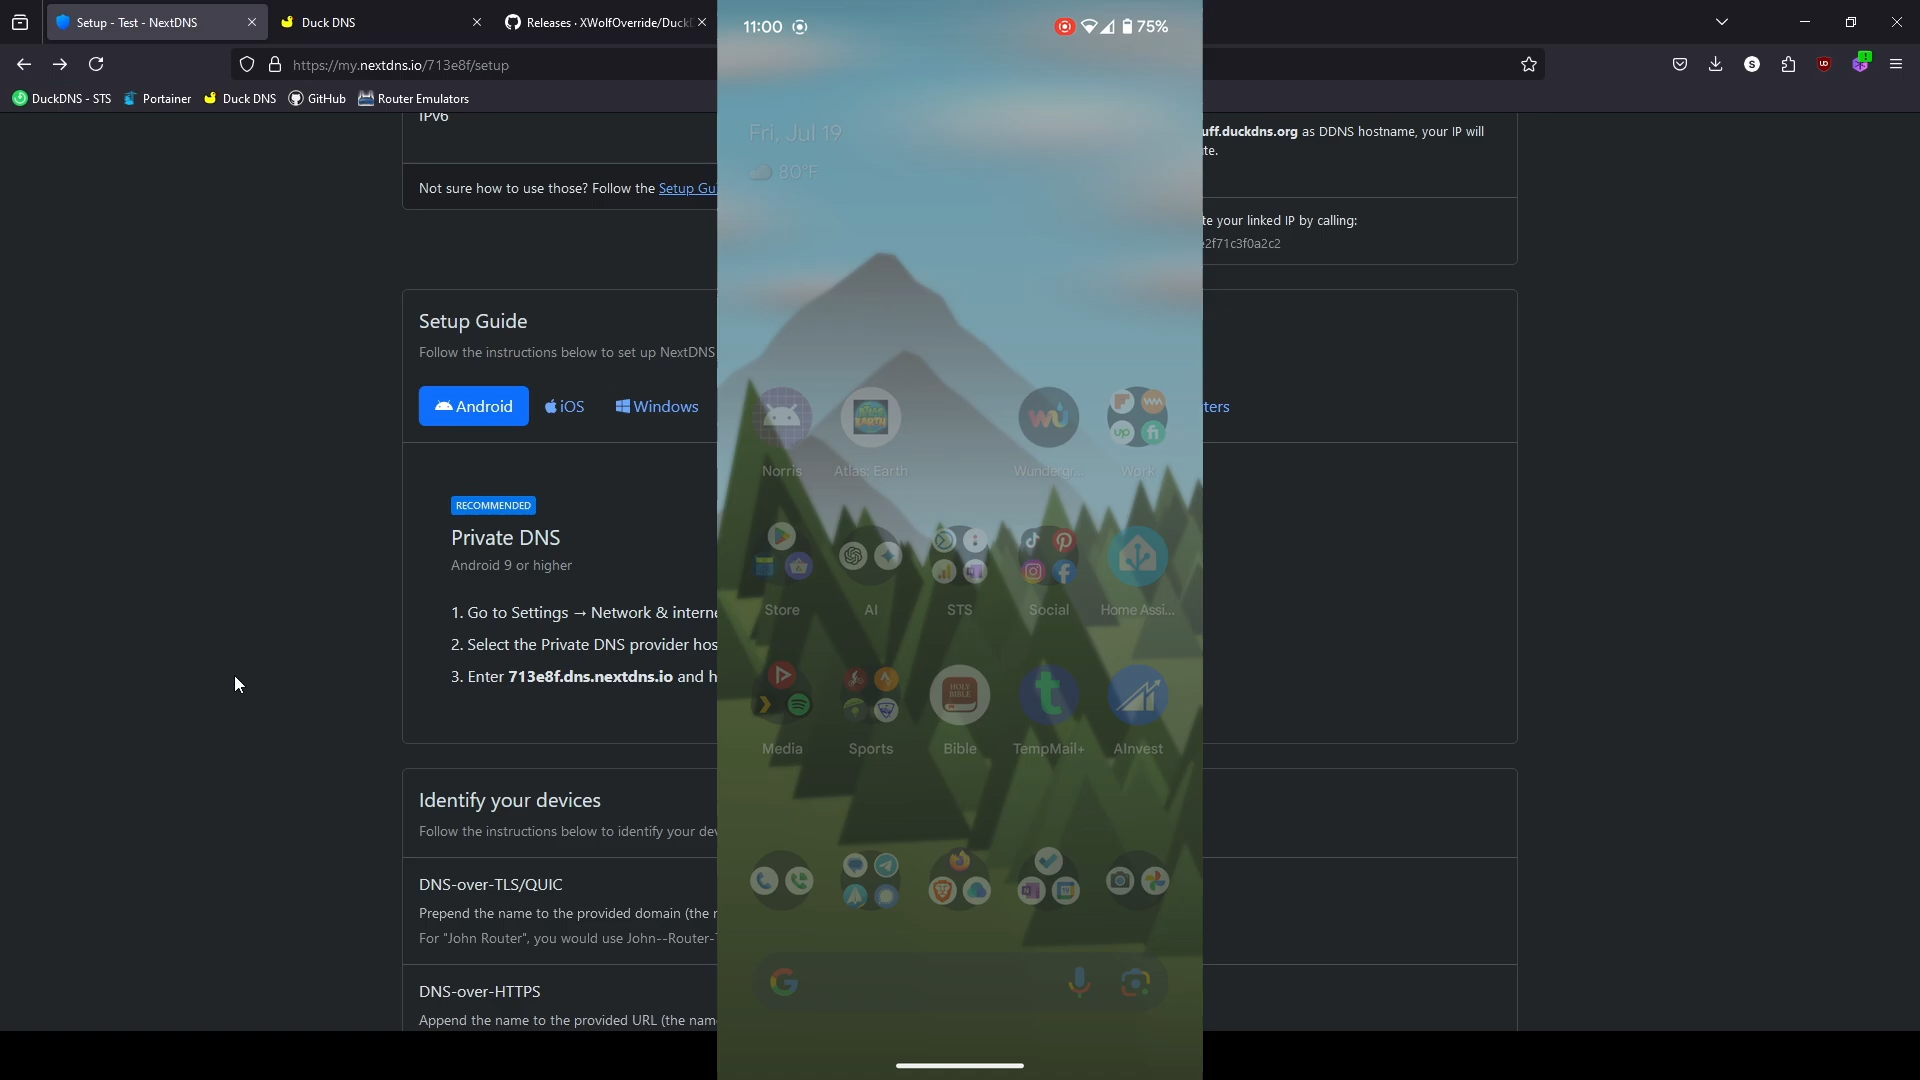 Setup - Test - NextDNS
Duck DNS
Releases · XWolfOverride/Duck
11:00
75%
https://my.nextdns.io/713e8f/setup
DuckDNS - STS
Portainer
Duck DNS
GitHub
Router Emulators
IPv6
Fri, Jul 19
uff.duckdns.org as DDNS hostname, your IP will
te.
80°F
Not sure how to use those? Follow the Setup Gu
te your linked IP by calling:
e2f71c3f0a2c2
Setup Guide
Follow the instructions below to set up NextDNS
Android
iOS
Windows
ters
Norris
Atlas: Earth
Wundergr...
Work
RECOMMENDED
Private DNS
Android 9 or higher
1. Go to Settings → Network & interne
2. Select the Private DNS provider hos
3. Enter 713e8f.dns.nextdns.io and h
Store
AI
STS
Social
Home Assi...
HOLY BIBLE
Media
Sports
Bible
TempMail+
AInvest
Identify your devices
Follow the instructions below to identify your dev
DNS-over-TLS/QUIC
Prepend the name to the provided domain (the n
For "John Router", you would use John--Router-
DNS-over-HTTPS
Append the name to the provided URL (the nam